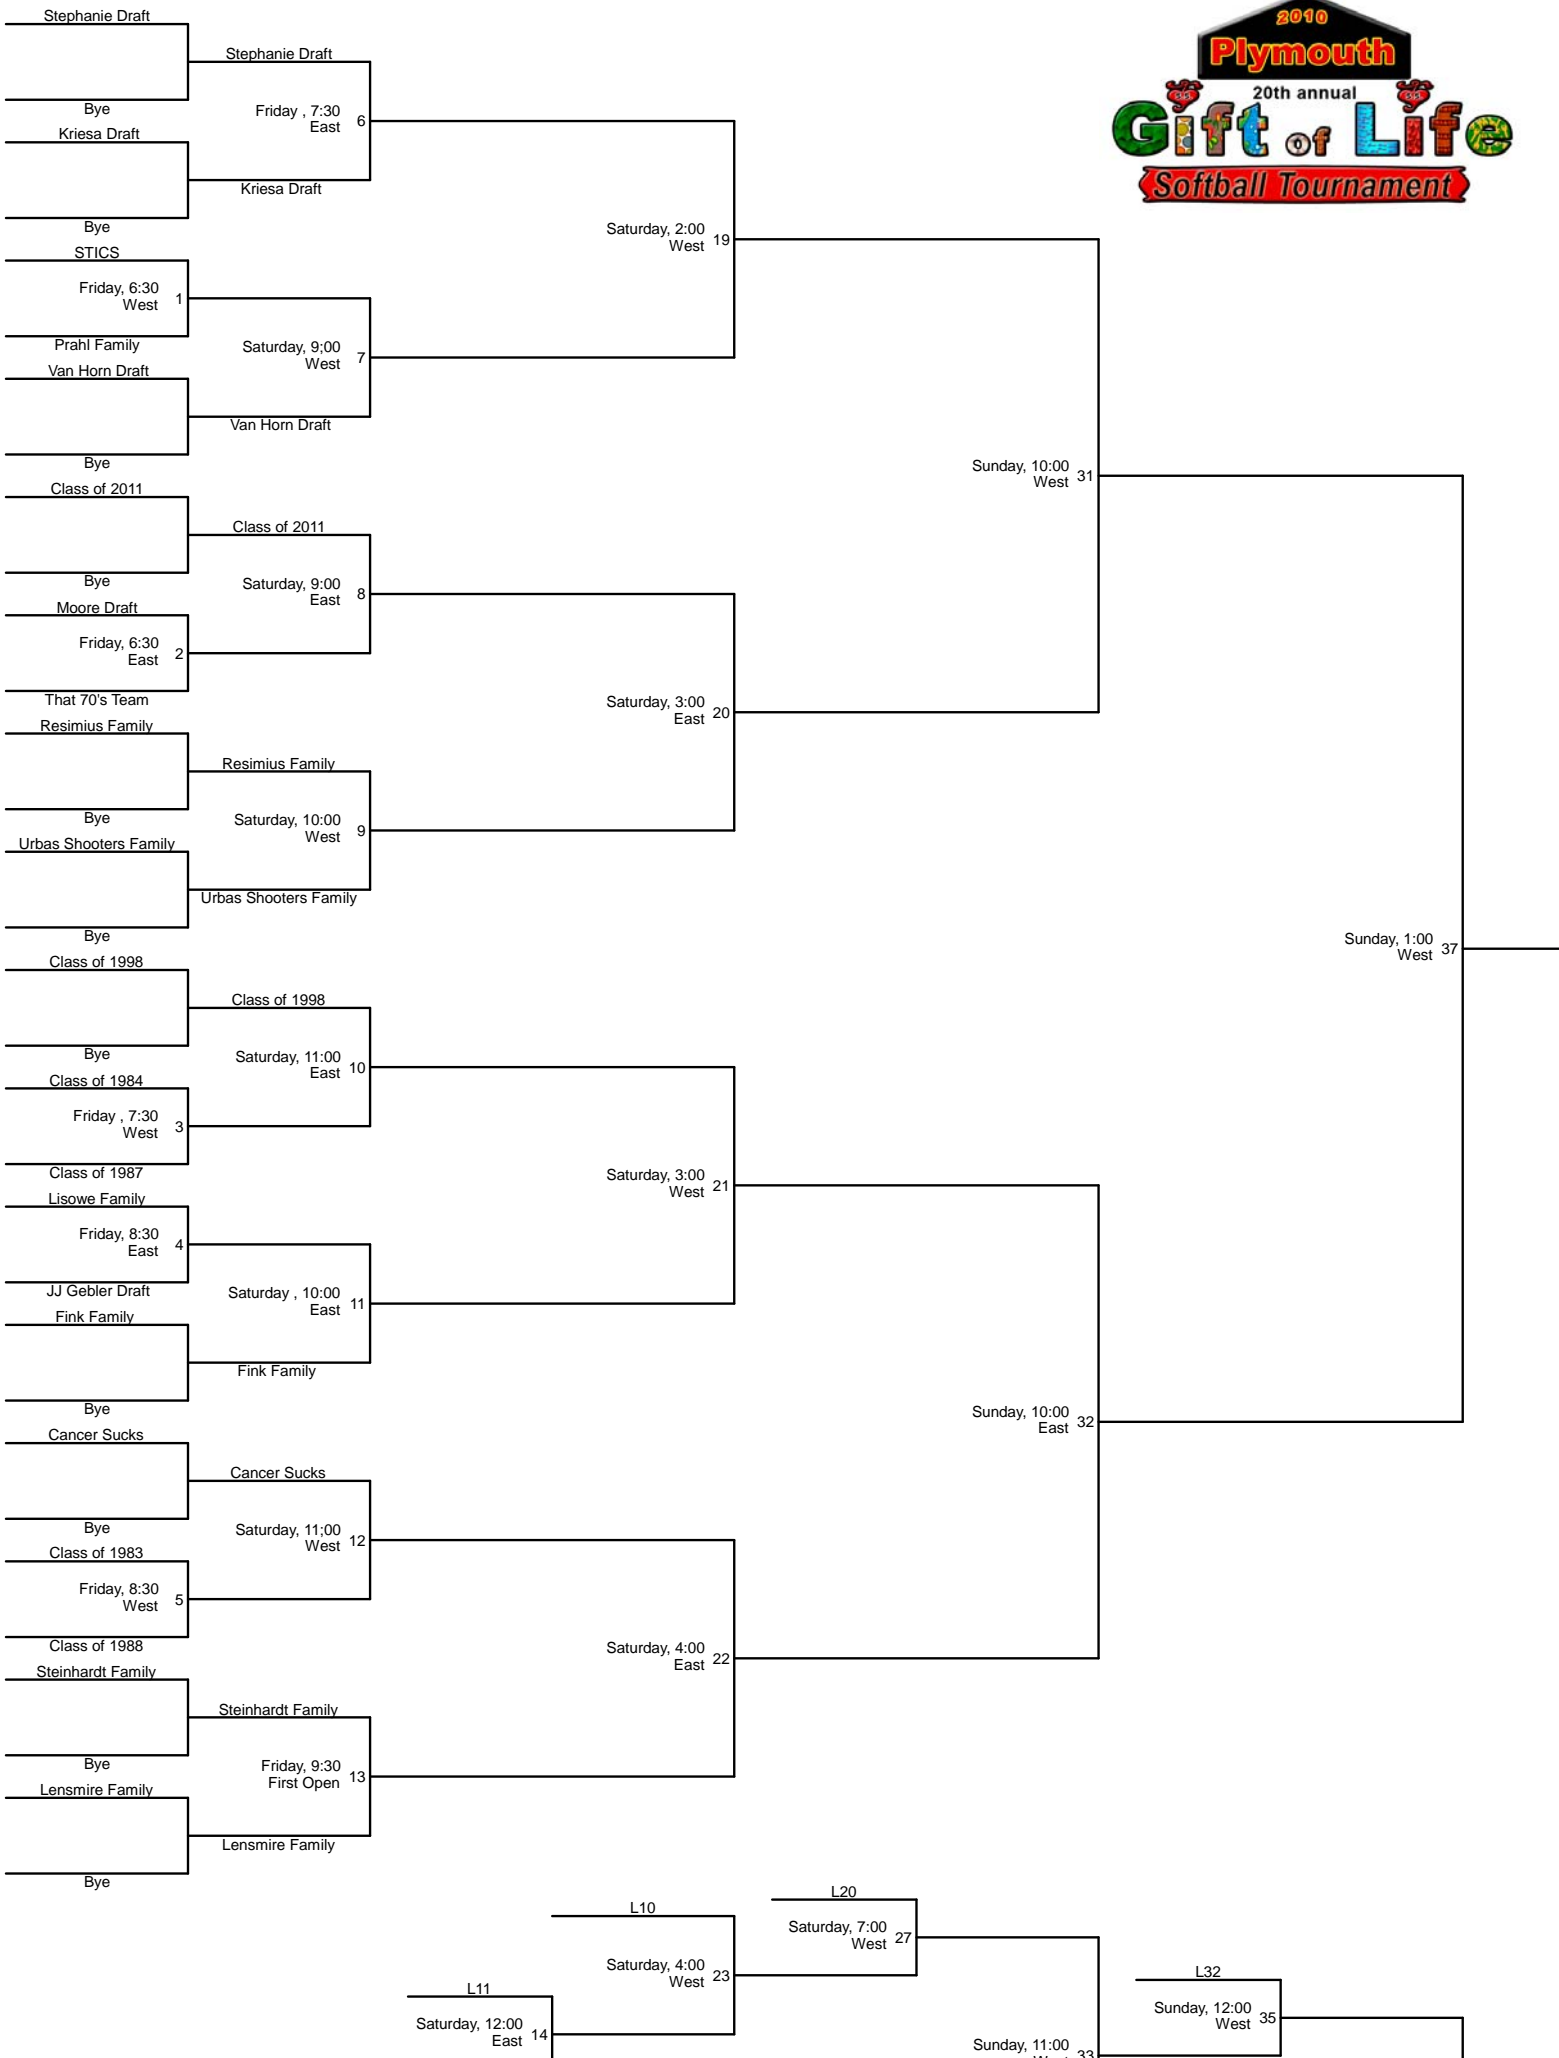 2010
Plymouth
20th annual
Gift of Life
Softball Tournament
Stephanie Draft
Bye
Kriesa Draft
Bye
STICS
Friday, 6:30
West 1
Prahl Family
Van Horn Draft
Bye
Class of 2011
Bye
Moore Draft
Friday, 6:30
East 2
That 70's Team
Resimius Family
Bye
Urbas Shooters Family
Bye
Class of 1998
Bye
Class of 1984
Friday , 7:30
West 3
Class of 1987
Lisowe Family
Friday, 8:30
East 4
JJ Gebler Draft
Fink Family
Bye
Cancer Sucks
Bye
Class of 1983
Friday, 8:30
West 5
Class of 1988
Steinhardt Family
Bye
Lensmire Family
Bye
Stephanie Draft
Friday , 7:30
East 6
Kriesa Draft
Saturday, 9;00
West 7
Van Horn Draft
Class of 2011
Saturday, 9:00
East 8
Resimius Family
Saturday, 10:00
West 9
Urbas Shooters Family
Class of 1998
Saturday, 11:00
East 10
Saturday , 10:00
East 11
Fink Family
Cancer Sucks
Saturday, 11;00
West 12
Steinhardt Family
Friday, 9:30
First Open 13
Lensmire Family
Saturday, 2:00
West 19
Saturday, 3:00
East 20
Saturday, 3:00
West 21
Saturday, 4:00
East 22
Sunday, 10:00
West 31
Sunday, 10:00
East 32
Sunday, 1:00
West 37
L11
Saturday, 12:00
East 14
L10
Saturday, 4:00
West 23
L20
Saturday, 7:00
West 27
Sunday, 11:00
West 33
L32
Sunday, 12:00
West 35